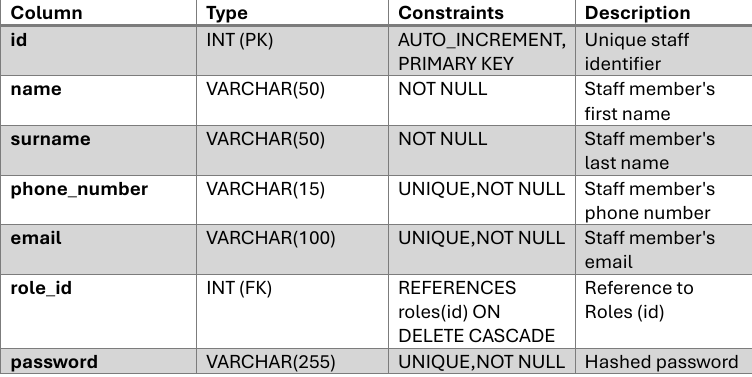 Column Type Constraints Description
id INT (PK) AUTO_INCREMENT, Unique staff
PRIMARY KEY identifier
name VARCHAR(50) NOT NULL Staff member's
first name
surname VARCHAR(50) NOT NULL Staff member's
last name
phone_number VARCHAR(15) UNIQUE,NOT NULL Staff member's
phone number
email VARCHAR(100) UNIQUE,NOT NULL Staff member's
email
role_id INT (FK) REFERENCES Reference to
roles(id) ON Roles (id)
DELETE CASCADE
password VARCHAR(255) UNIQUE,NOT NULL Hashed password